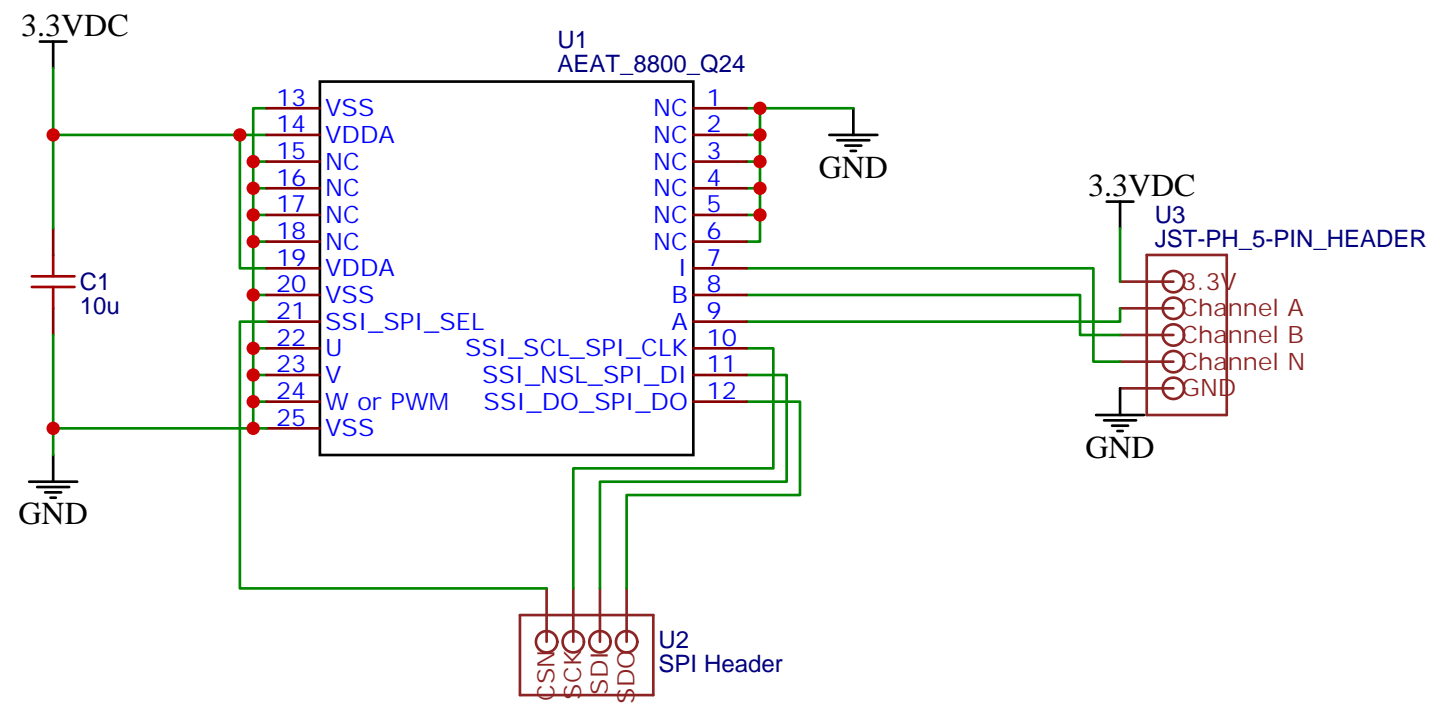 3.3VDC
U1
AEAT_8800_Q24
13 VSS
14 VDDA
15 NC
16 NC
17 NC
18 NC
19 VDDA
20 VSS
21 SSI_SPI_SEL
22 U
23 V
24 W or PWM
25 VSS
NC 1
NC 2
NC 3
NC 4
NC 5
NC 6
I 7
B 8
A 9
SSI_SCL_SPI_CLK 10
SSI_NSL_SPI_DI 11
SSI_DO_SPI_DO 12
GND
C1
10u
GND
3.3VDC
U3
JST-PH_5-PIN_HEADER
3.3V
Channel A
Channel B
Channel N
GND
GND
CSN
SCK
SDI
SDO
U2
SPI Header